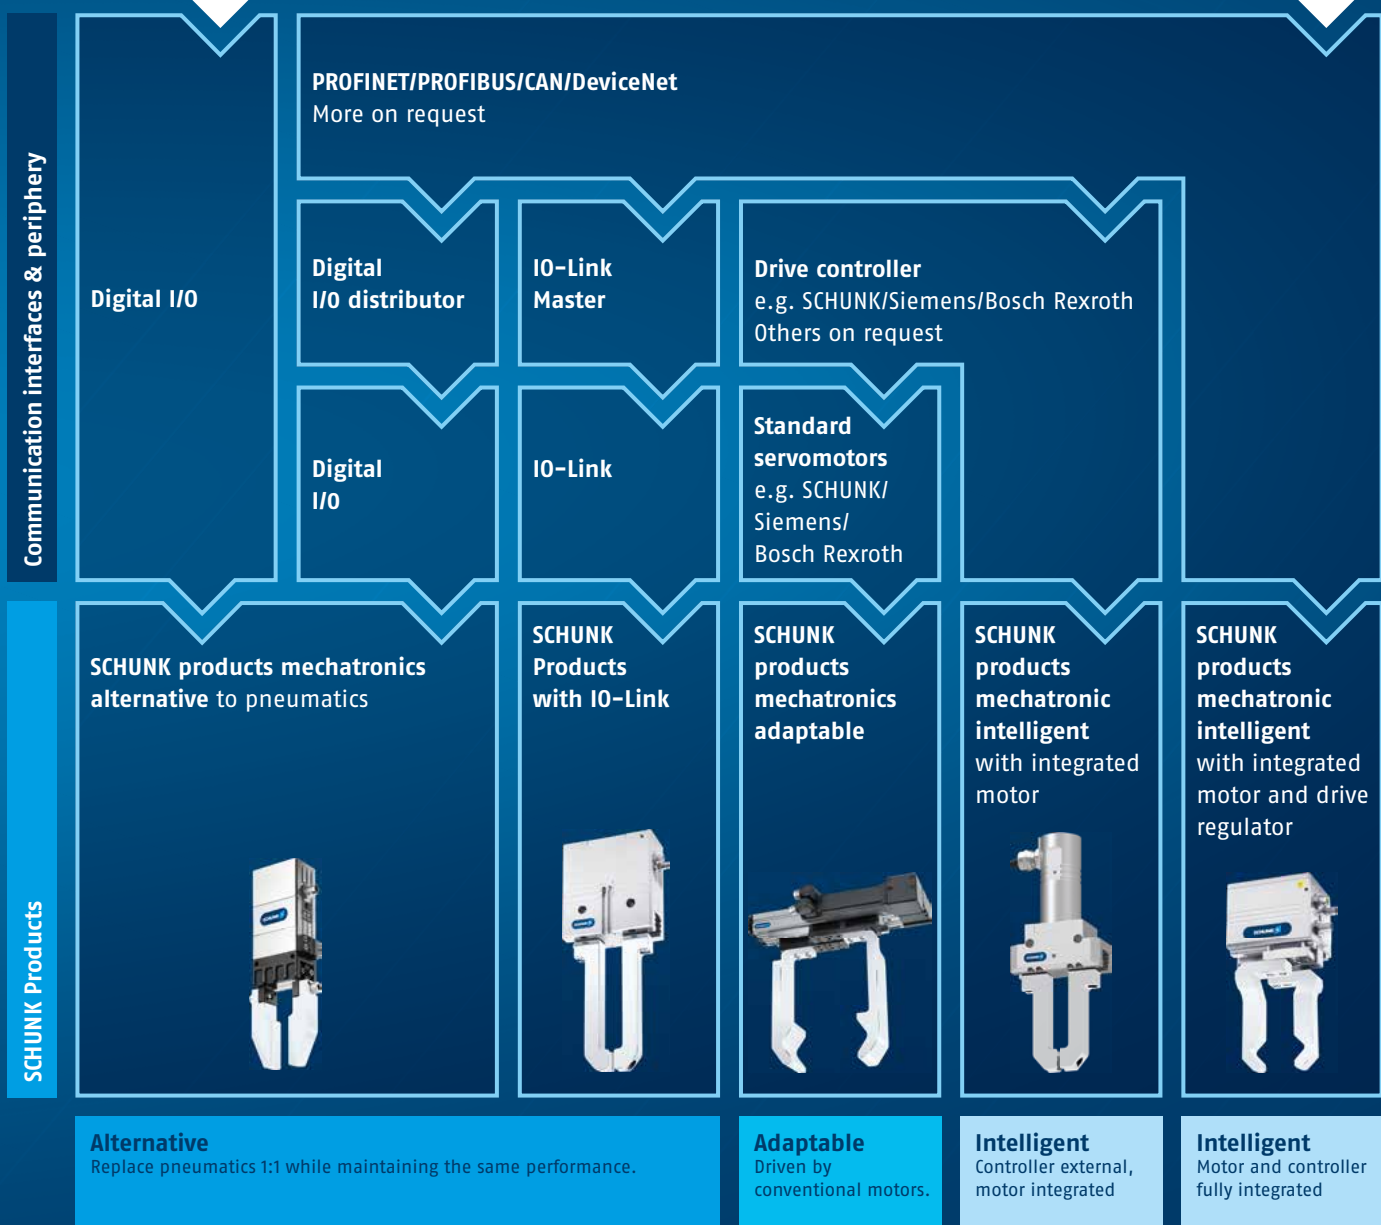 Communication interfaces & periphery
PROFINET/PROFIBUS/CAN/DeviceNet
More on request
Digital I/O
Digital
I/O distributor
IO-Link
Master
Drive controller
e.g. SCHUNK/Siemens/Bosch Rexroth
Others on request
Digital
I/O
IO-Link
Standard
servomotors
e.g. SCHUNK/
Siemens/
Bosch Rexroth
SCHUNK Products
SCHUNK products mechatronics
alternative to pneumatics
SCHUNK
Products
with IO-Link
SCHUNK
products
mechatronics
adaptable
SCHUNK
products
mechatronic
intelligent
with integrated
motor
SCHUNK
products
mechatronic
intelligent
with integrated
motor and drive
regulator
SCHUNK
SCHUNK
SCHUNK
SCHUNK
Alternative
Replace pneumatics 1:1 while maintaining the same performance.
Adaptable
Driven by
conventional motors.
Intelligent
Controller external,
motor integrated
Intelligent
Motor and controller
fully integrated